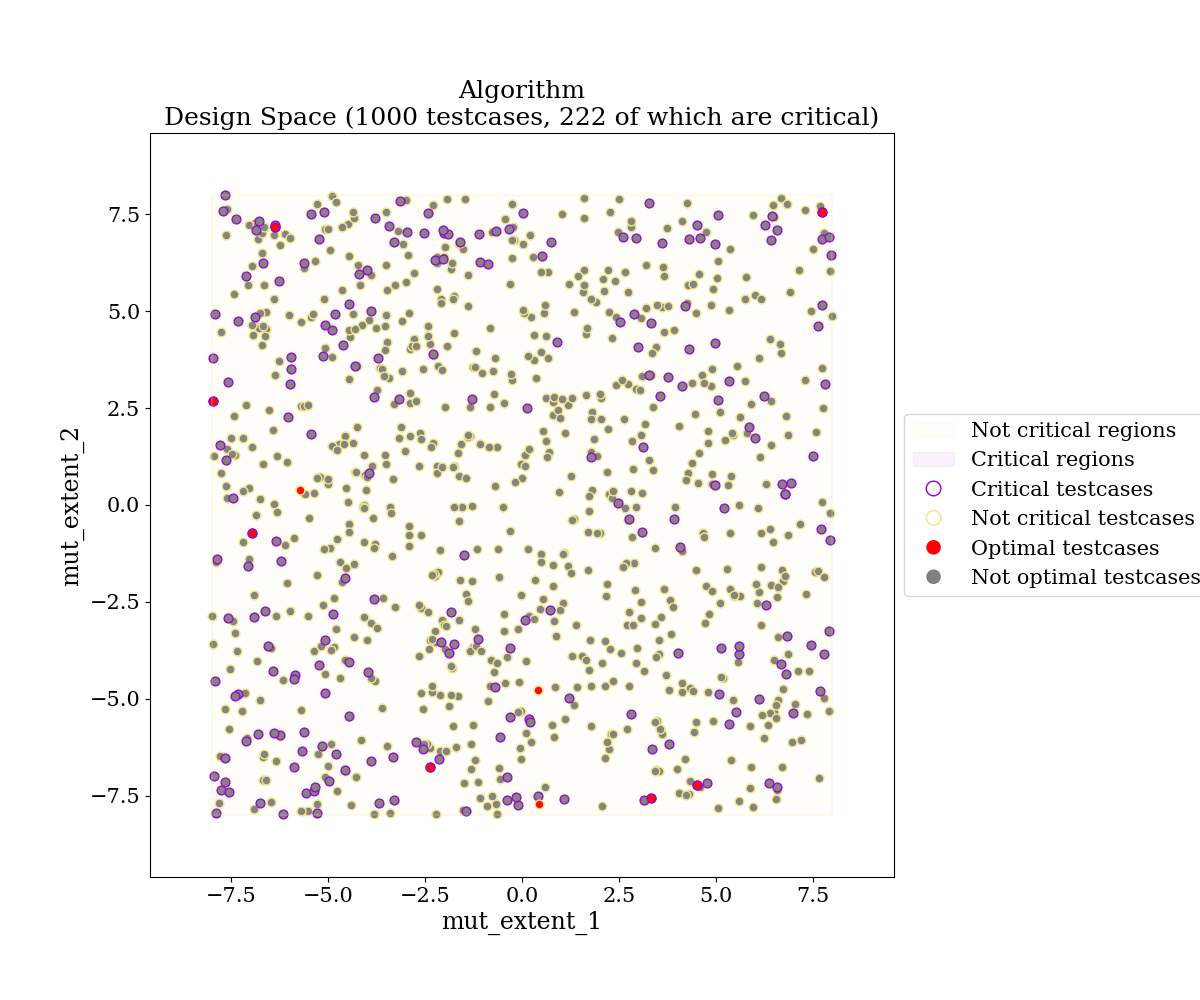 Algorithm
Design Space (1000 testcases, 222 of which are critical)
7.5
5.0
2.5
0.0
−2.5
−5.0
−7.5
mut_extent_2
−7.5 −5.0 −2.5 0.0 2.5 5.0 7.5
mut_extent_1
Not critical regions
Critical regions
Critical testcases
Not critical testcases
Optimal testcases
Not optimal testcases